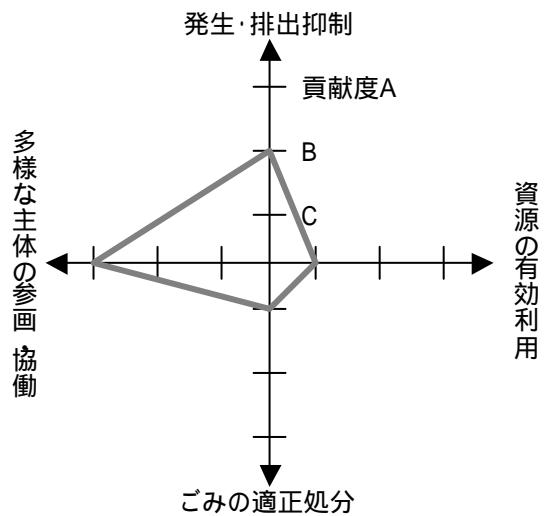 発生・排出抑制
貢献度A
B
C
多様な主体の参画・協働
資源の有効利用
ごみの適正処分